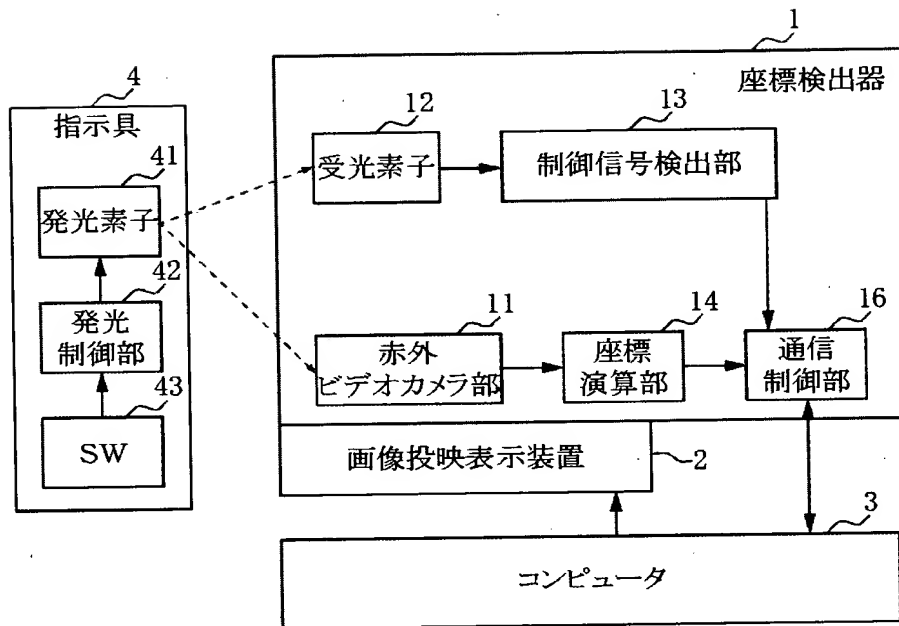 1
座標検出器
4
指示具
12
受光素子
13
制御信号検出部
41
発光素子
42
発光
制御部
11
赤外
ビデオカメラ部
14
座標
演算部
16
通信
制御部
43
SW
画像投映表示装置
2
3
コンピュータ